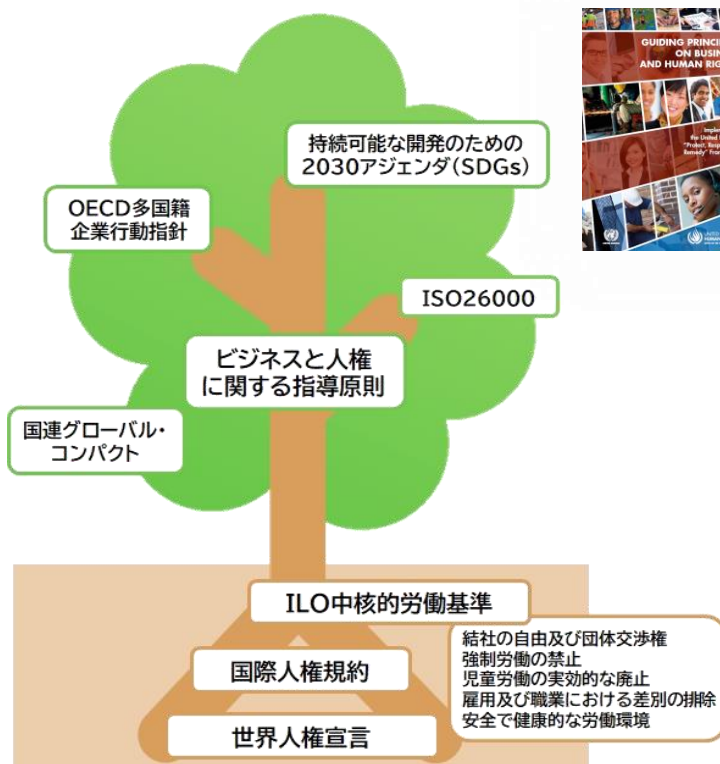 GUIDING PRINCI
ON BUSIN
AND HUMAN RIG
Imple
the United
"Protect, Resp
Remedy" Fra
持続可能な開発のための
2030アジェンダ(SDGs)
OECD多国籍
企業行動指針
ISO26000
ビジネスと人権
に関する指導原則
国連グローバル・
コンパクト
ILO中核的労働基準
結社の自由及び団体交渉権
強制労働の禁止
児童労働の実効的な廃止
雇用及び職業における差別の排除
安全で健康的な労働環境
国際人権規約
世界人権宣言